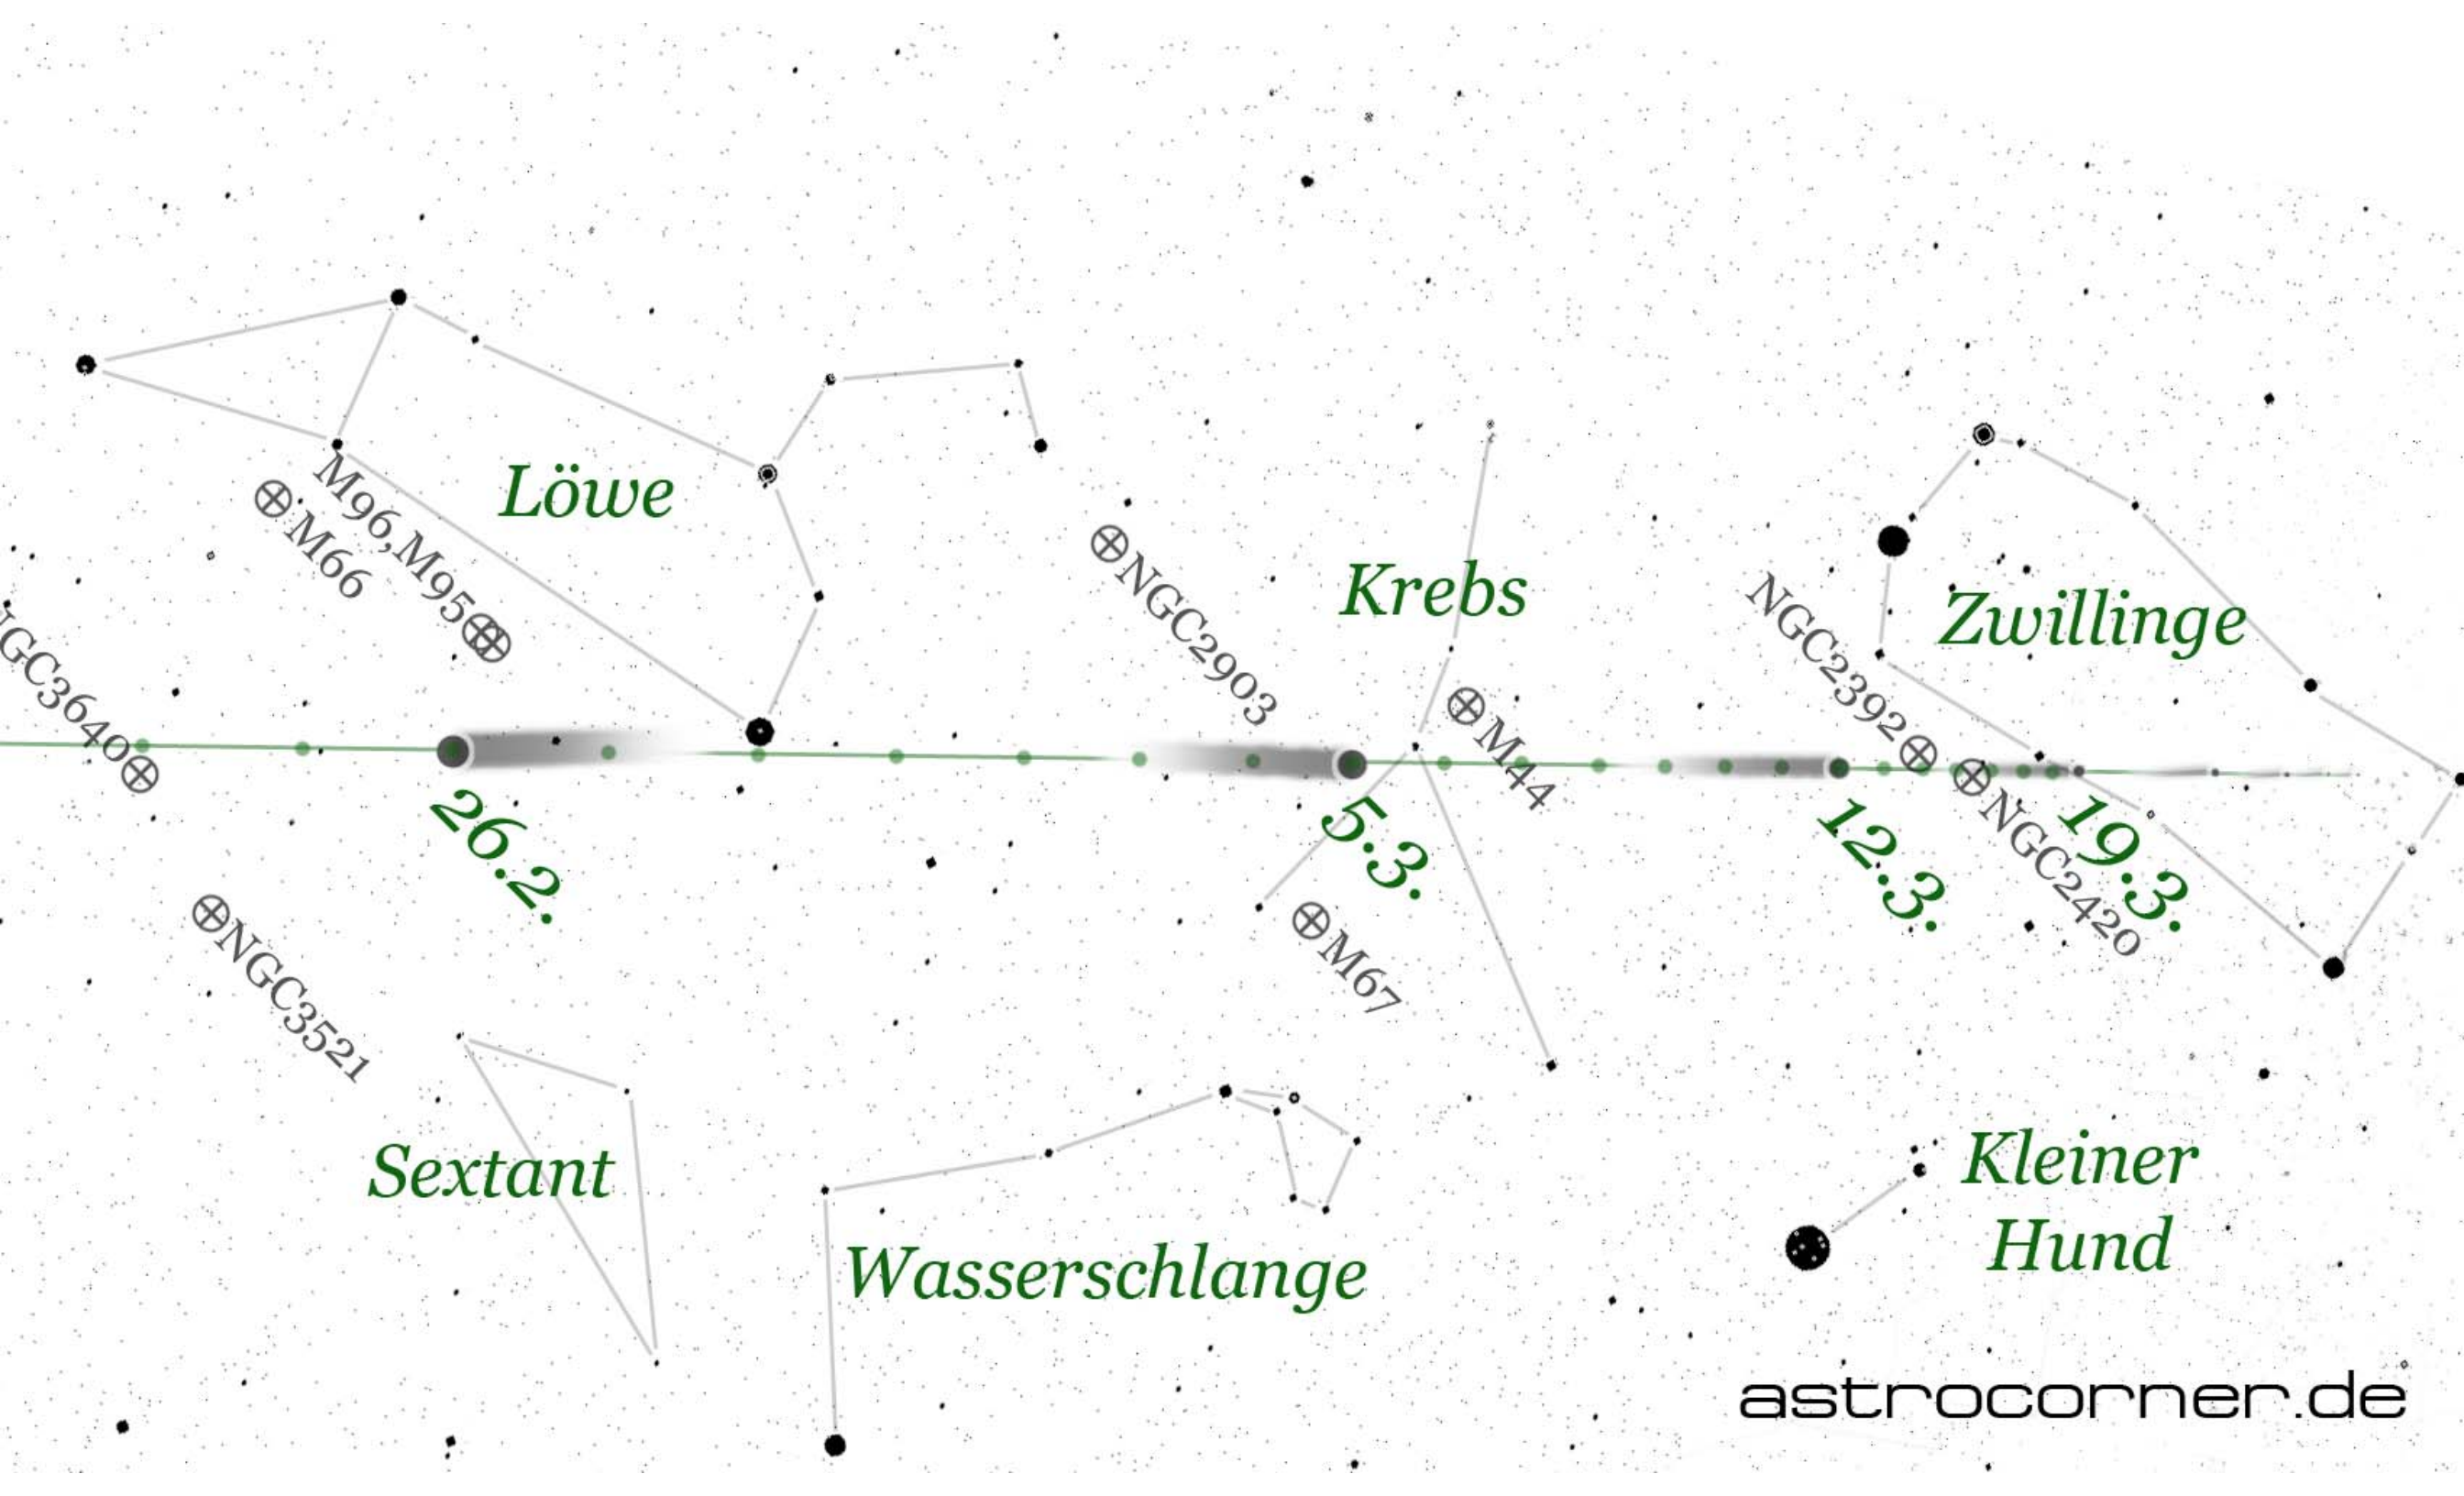 Löwe
M96,M95
M66
NGC2903
Krebs
NGC2392
Zwillinge
NGC3640
M44
26.2.
5.3.
12.3.
19.3.
NGC2420
NGC3521
M67
Sextant
Wasserschlange
Kleiner
Hund
astrocorner.de